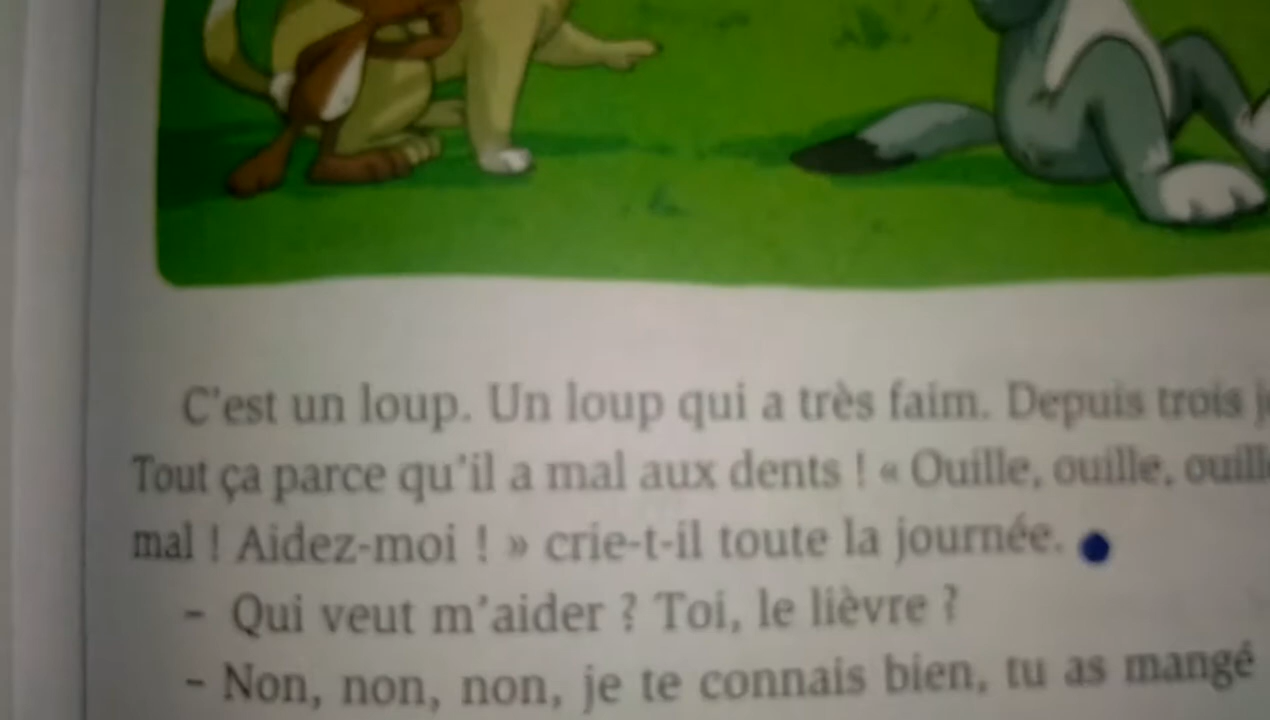 C'est un loup. Un loup qui a très faim. Depuis trois
Tout ça parce qu'il a mal aux dents ! « Ouille, ouille,
mal ! Aidez-moi ! » crie-t-il toute la journée.
- Qui veut m'aider ? Toi, le lièvre ?
- Non, non, non, je te connais bien, tu as mangé